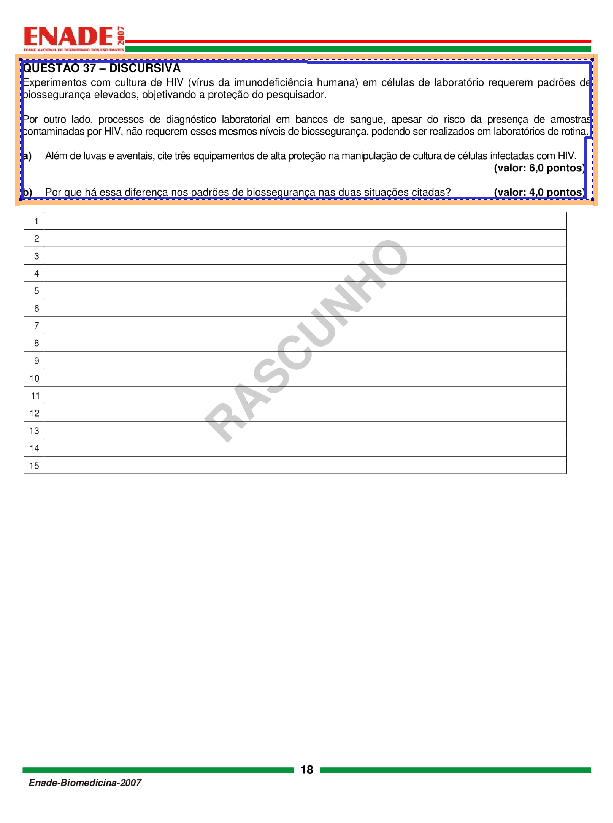 ENADE 2007
EXAME NACIONAL DE DESEMPENHO DOS ESTUDANTES
QUESTÃO 37 – DISCURSIVA
Experimentos com cultura de HIV (vírus da imunodeficiência humana) em células de laboratório requerem padrões de
biossegurança elevados, objetivando a proteção do pesquisador.
Por outro lado, processos de diagnóstico laboratorial em bancos de sangue, apesar do risco da presença de amostras
contaminadas por HIV, não requerem esses mesmos níveis de biossegurança, podendo ser realizados em laboratórios de rotina.
a) Além de luvas e aventais, cite três equipamentos de alta proteção na manipulação de cultura de células infectadas com HIV.
(valor: 6,0 pontos)
b) Por que há essa diferença nos padrões de biossegurança nas duas situações citadas? (valor: 4,0 pontos)
1
2
3
4
5
6
7
8
9
10
11
12
13
14
15
RASCUNHO
18
Enade-Biomedicina-2007